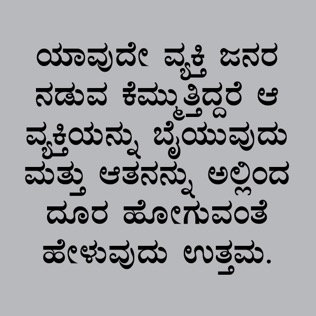 ಯಾವುದೇ ವ್ಯಕ್ತಿ ಜನರ
ನಡುವ ಕೆಮ್ಮುತ್ತಿದ್ದರೆ ಆ
ವ್ಯಕ್ತಿಯನ್ನು ಬೈಯುವುದು
ಮತ್ತು ಆತನನ್ನು ಅಲ್ಲಿಂದ
ದೂರ ಹೋಗುವಂತೆ
ಹೇಳುವುದು ಉತ್ತಮ.